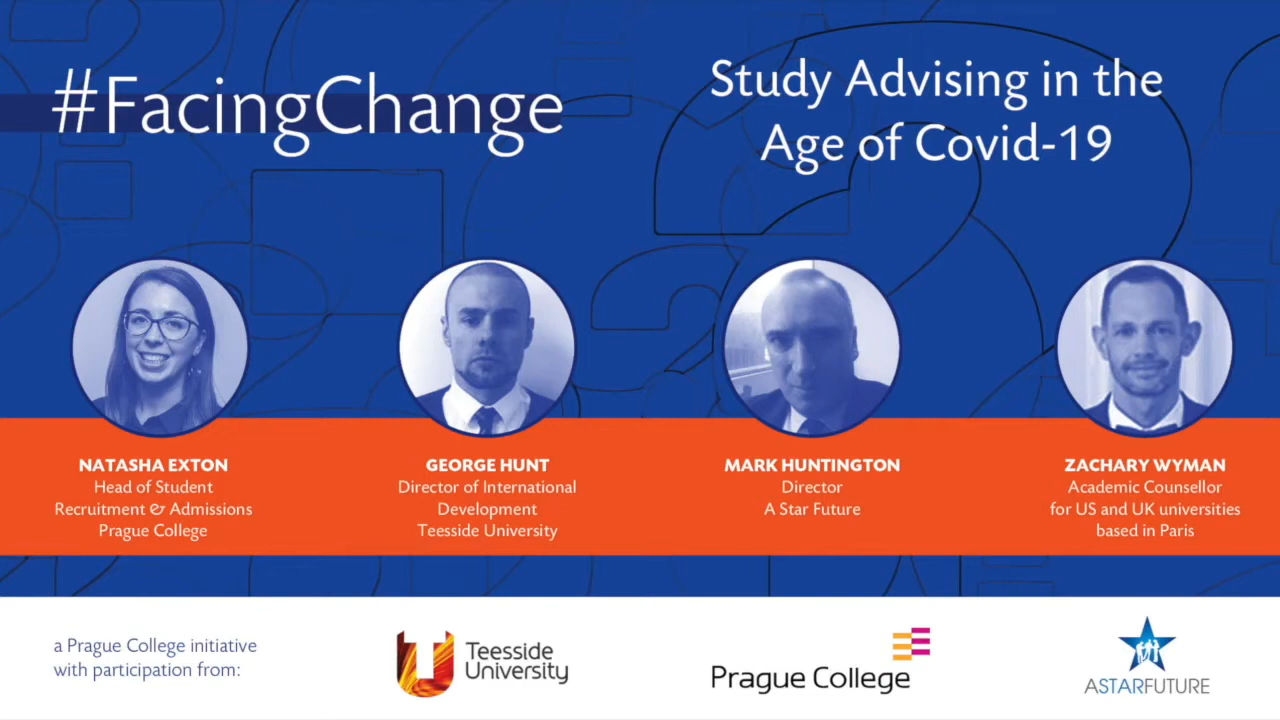 #FacingChange
Study Advising in the
Age of Covid-19
NATASHA EXTON
Head of Student
Recruitment & Admissions
Prague College
GEORGE HUNT
Director of International
Development
Teesside University
MARK HUNTINGTON
Director
A Star Future
ZACHARY WYMAN
Academic Counsellor
for US and UK universities
based in Paris
a Prague College initiative
with participation from:
Teesside
University
Prague College
ASTARFUTURE